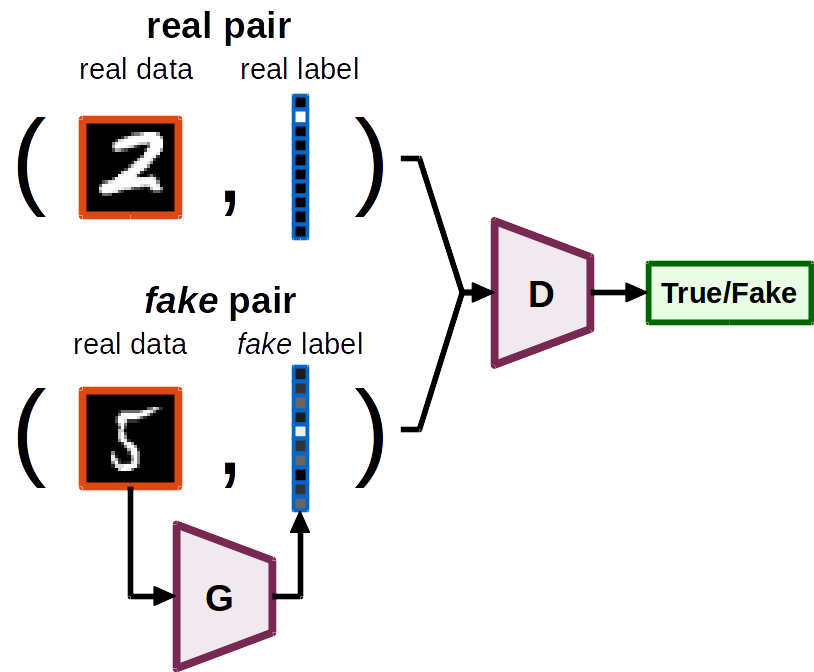 real pair
real data real label
( 2 , )
D
True/Fake
fake pair
real data fake label
( 5 , )
G